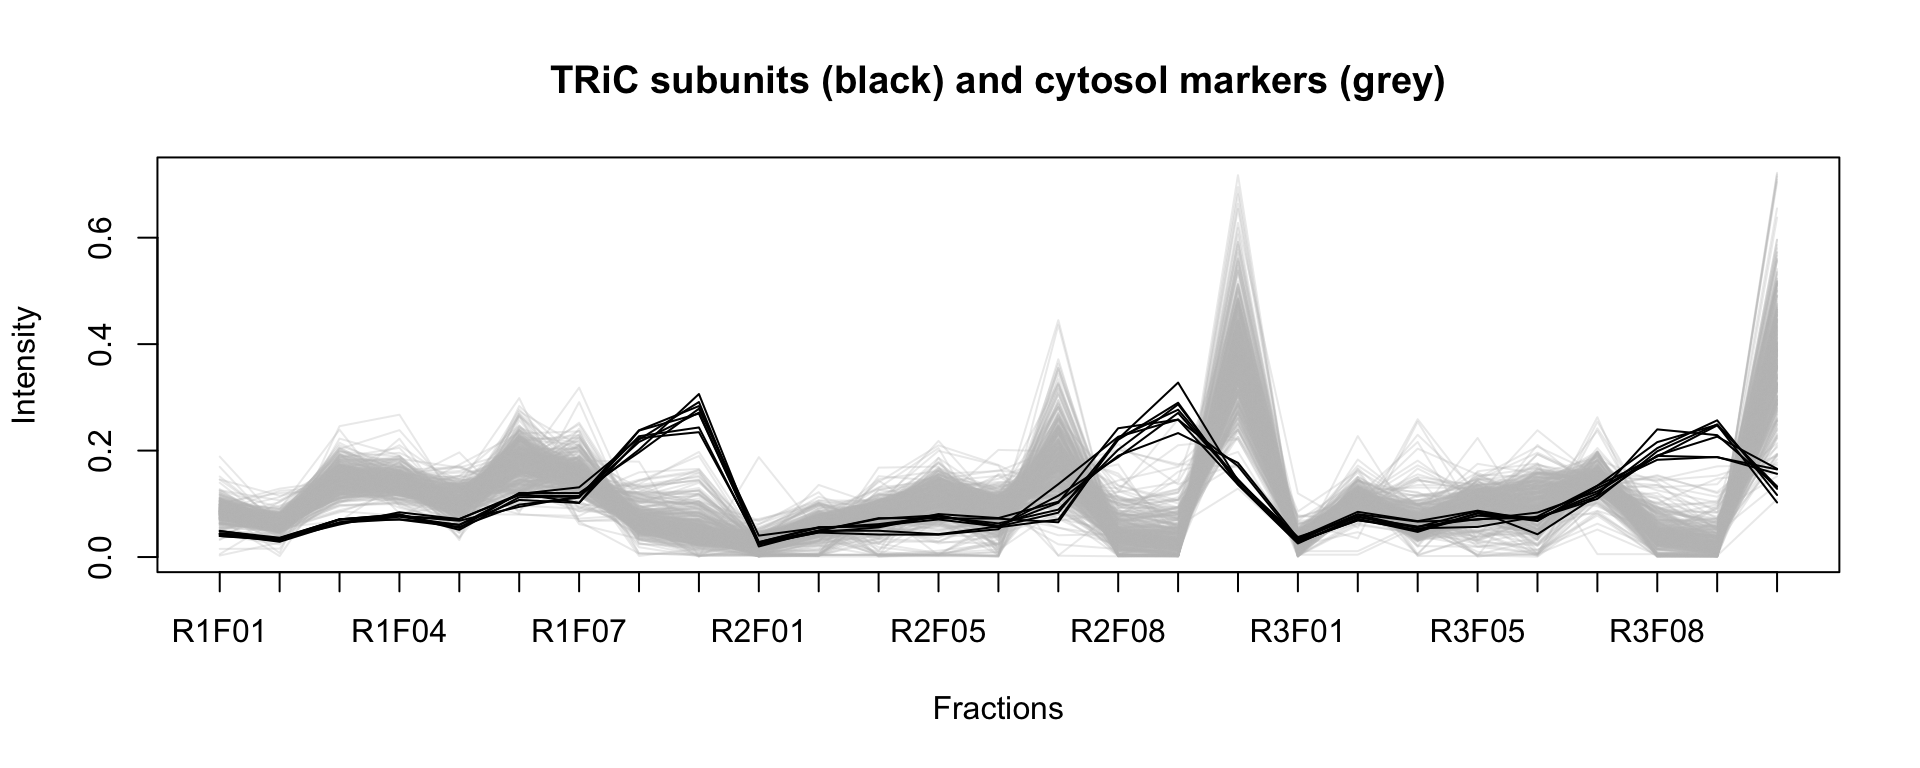 TRiC subunits (black) and cytosol markers (grey)
Intensity
0.6
0.4
0.2
0.0
R1F01 R1F04 R1F07 R2F01 R2F05 R2F08 R3F01 R3F05 R3F08
Fractions